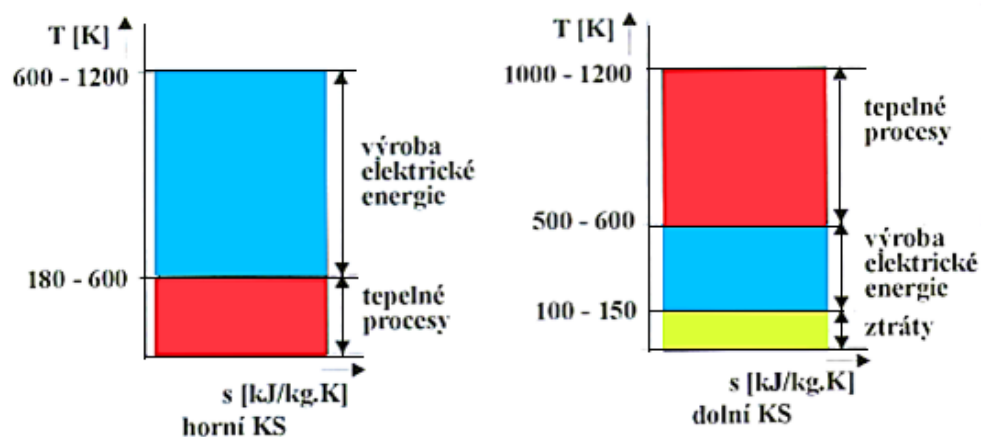 T [K]
600 - 1200
výroba
elektrické
energie
180 - 600
tepelné
procesy
s [kJ/kg.K]
horní KS
T [K]
1000 - 1200
tepelné
procesy
500 - 600
výroba
elektrické
energie
100 - 150
ztráty
s [kJ/kg.K]
dolní KS